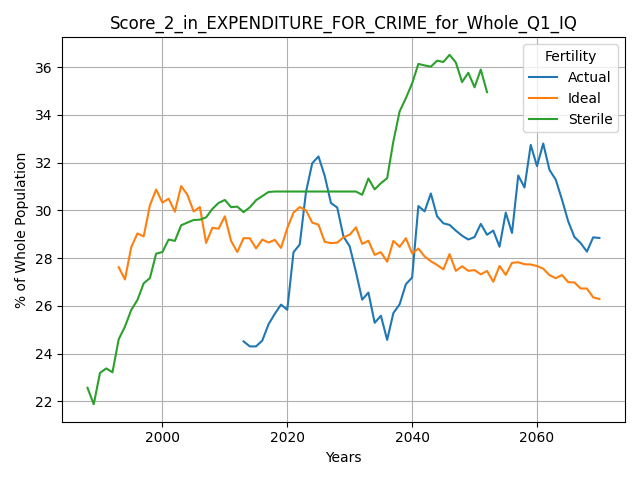 Score_2_in_EXPENDITURE_FOR_CRIME_for_Whole_Q1_IQ
Fertility
Actual
Ideal
Sterile
% of Whole Population
36
34
32
30
28
26
24
22
2000
2020
2040
2060
Years